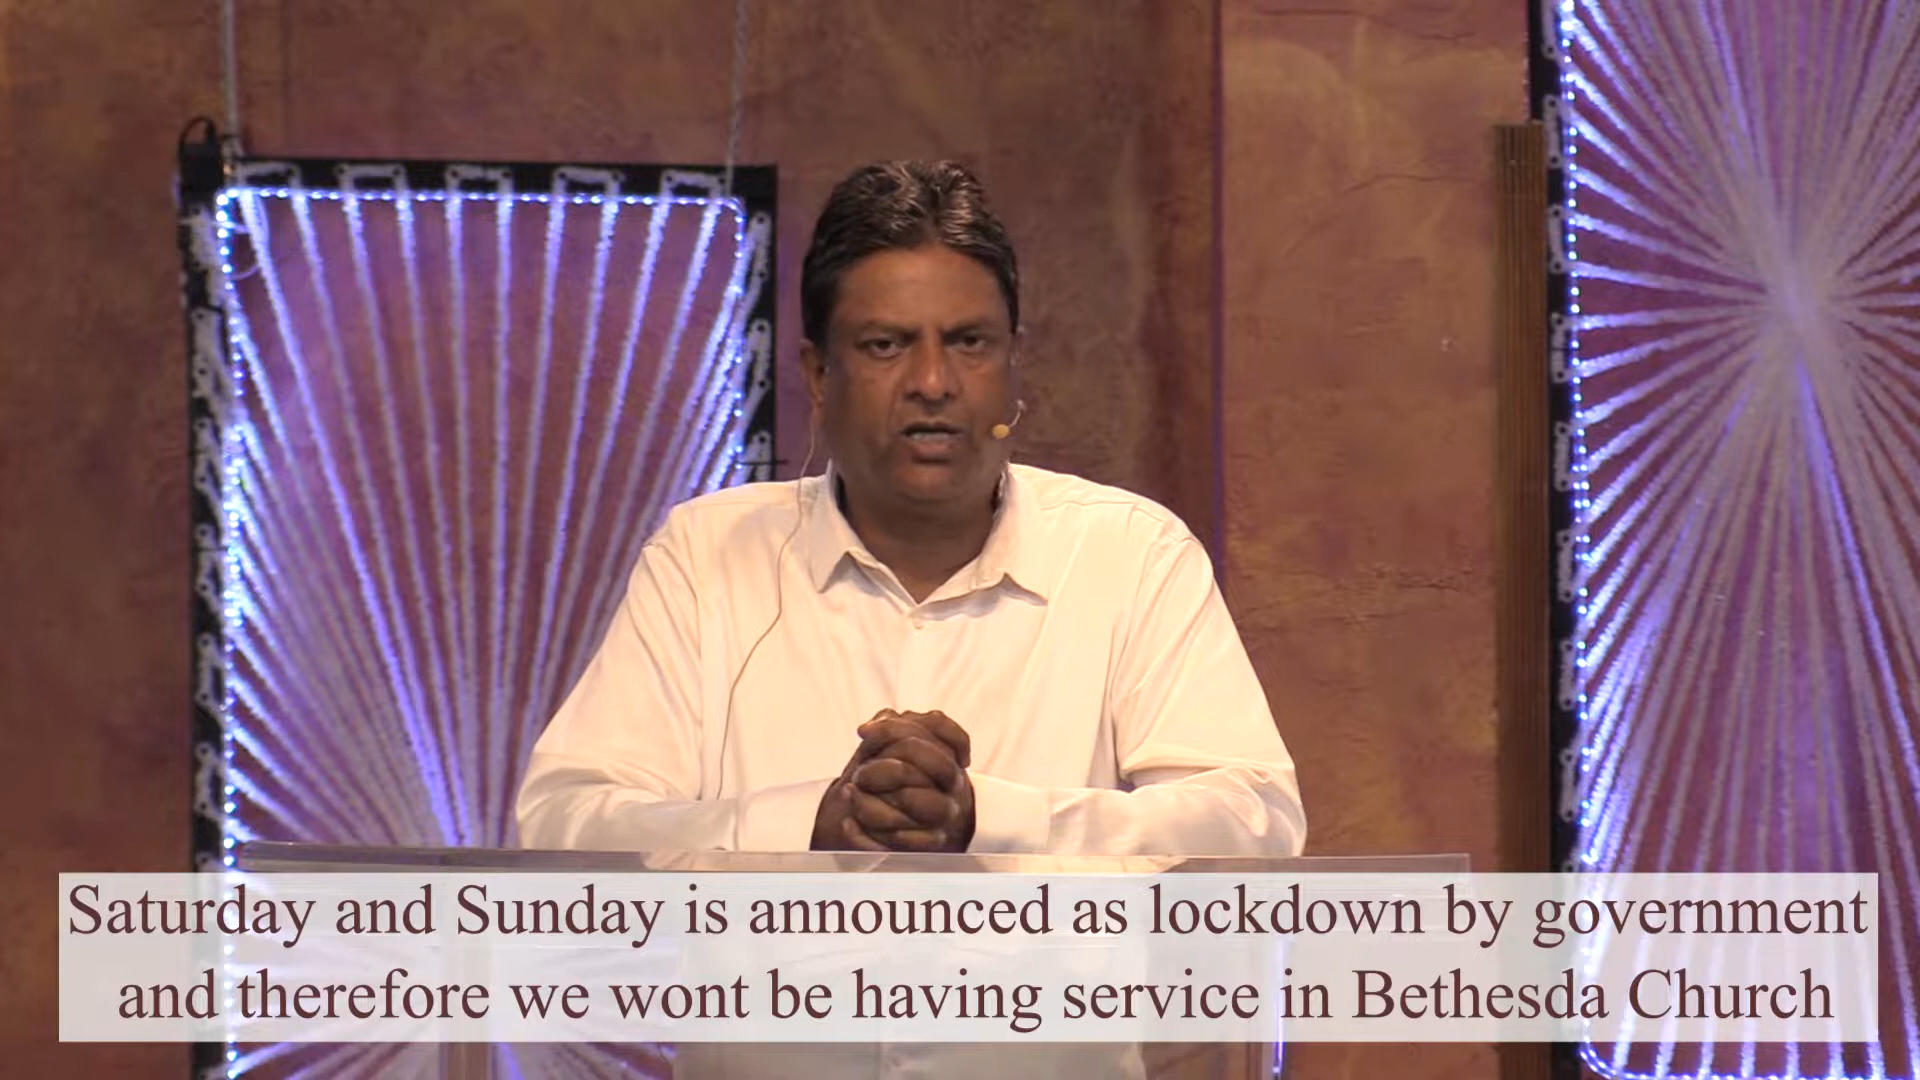 Saturday and Sunday is announced as lockdown by government
and therefore we wont be having service in Bethesda Church